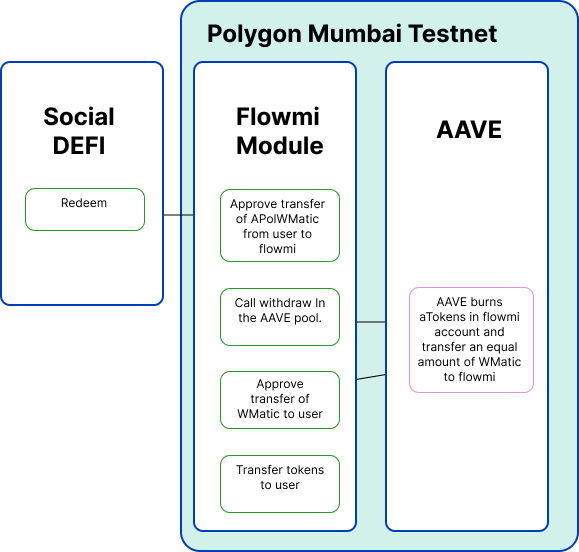 Polygon Mumbai Testnet
Social
DEFI
Redeem
Flowmi
Module
Approve transfer
of APolWMatic
from user to
flowmi
Call withdraw In
the AAVE pool.
Approve
transfer of
WMatic to user
Transfer tokens
to user
AAVE
AAVE burns
aTokens in flowmi
account and
transfer an equal
amount of WMatic
to flowmi